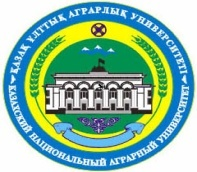 ҚАЗАҚ ҰЛТТЫҚ АГРАРЛЫҚ УНИВЕРСИТЕТІ
КАЗАХСКИЙ НАЦИОНАЛЬНЫЙ АГРАРНЫЙ УНИВЕРСИТЕТ